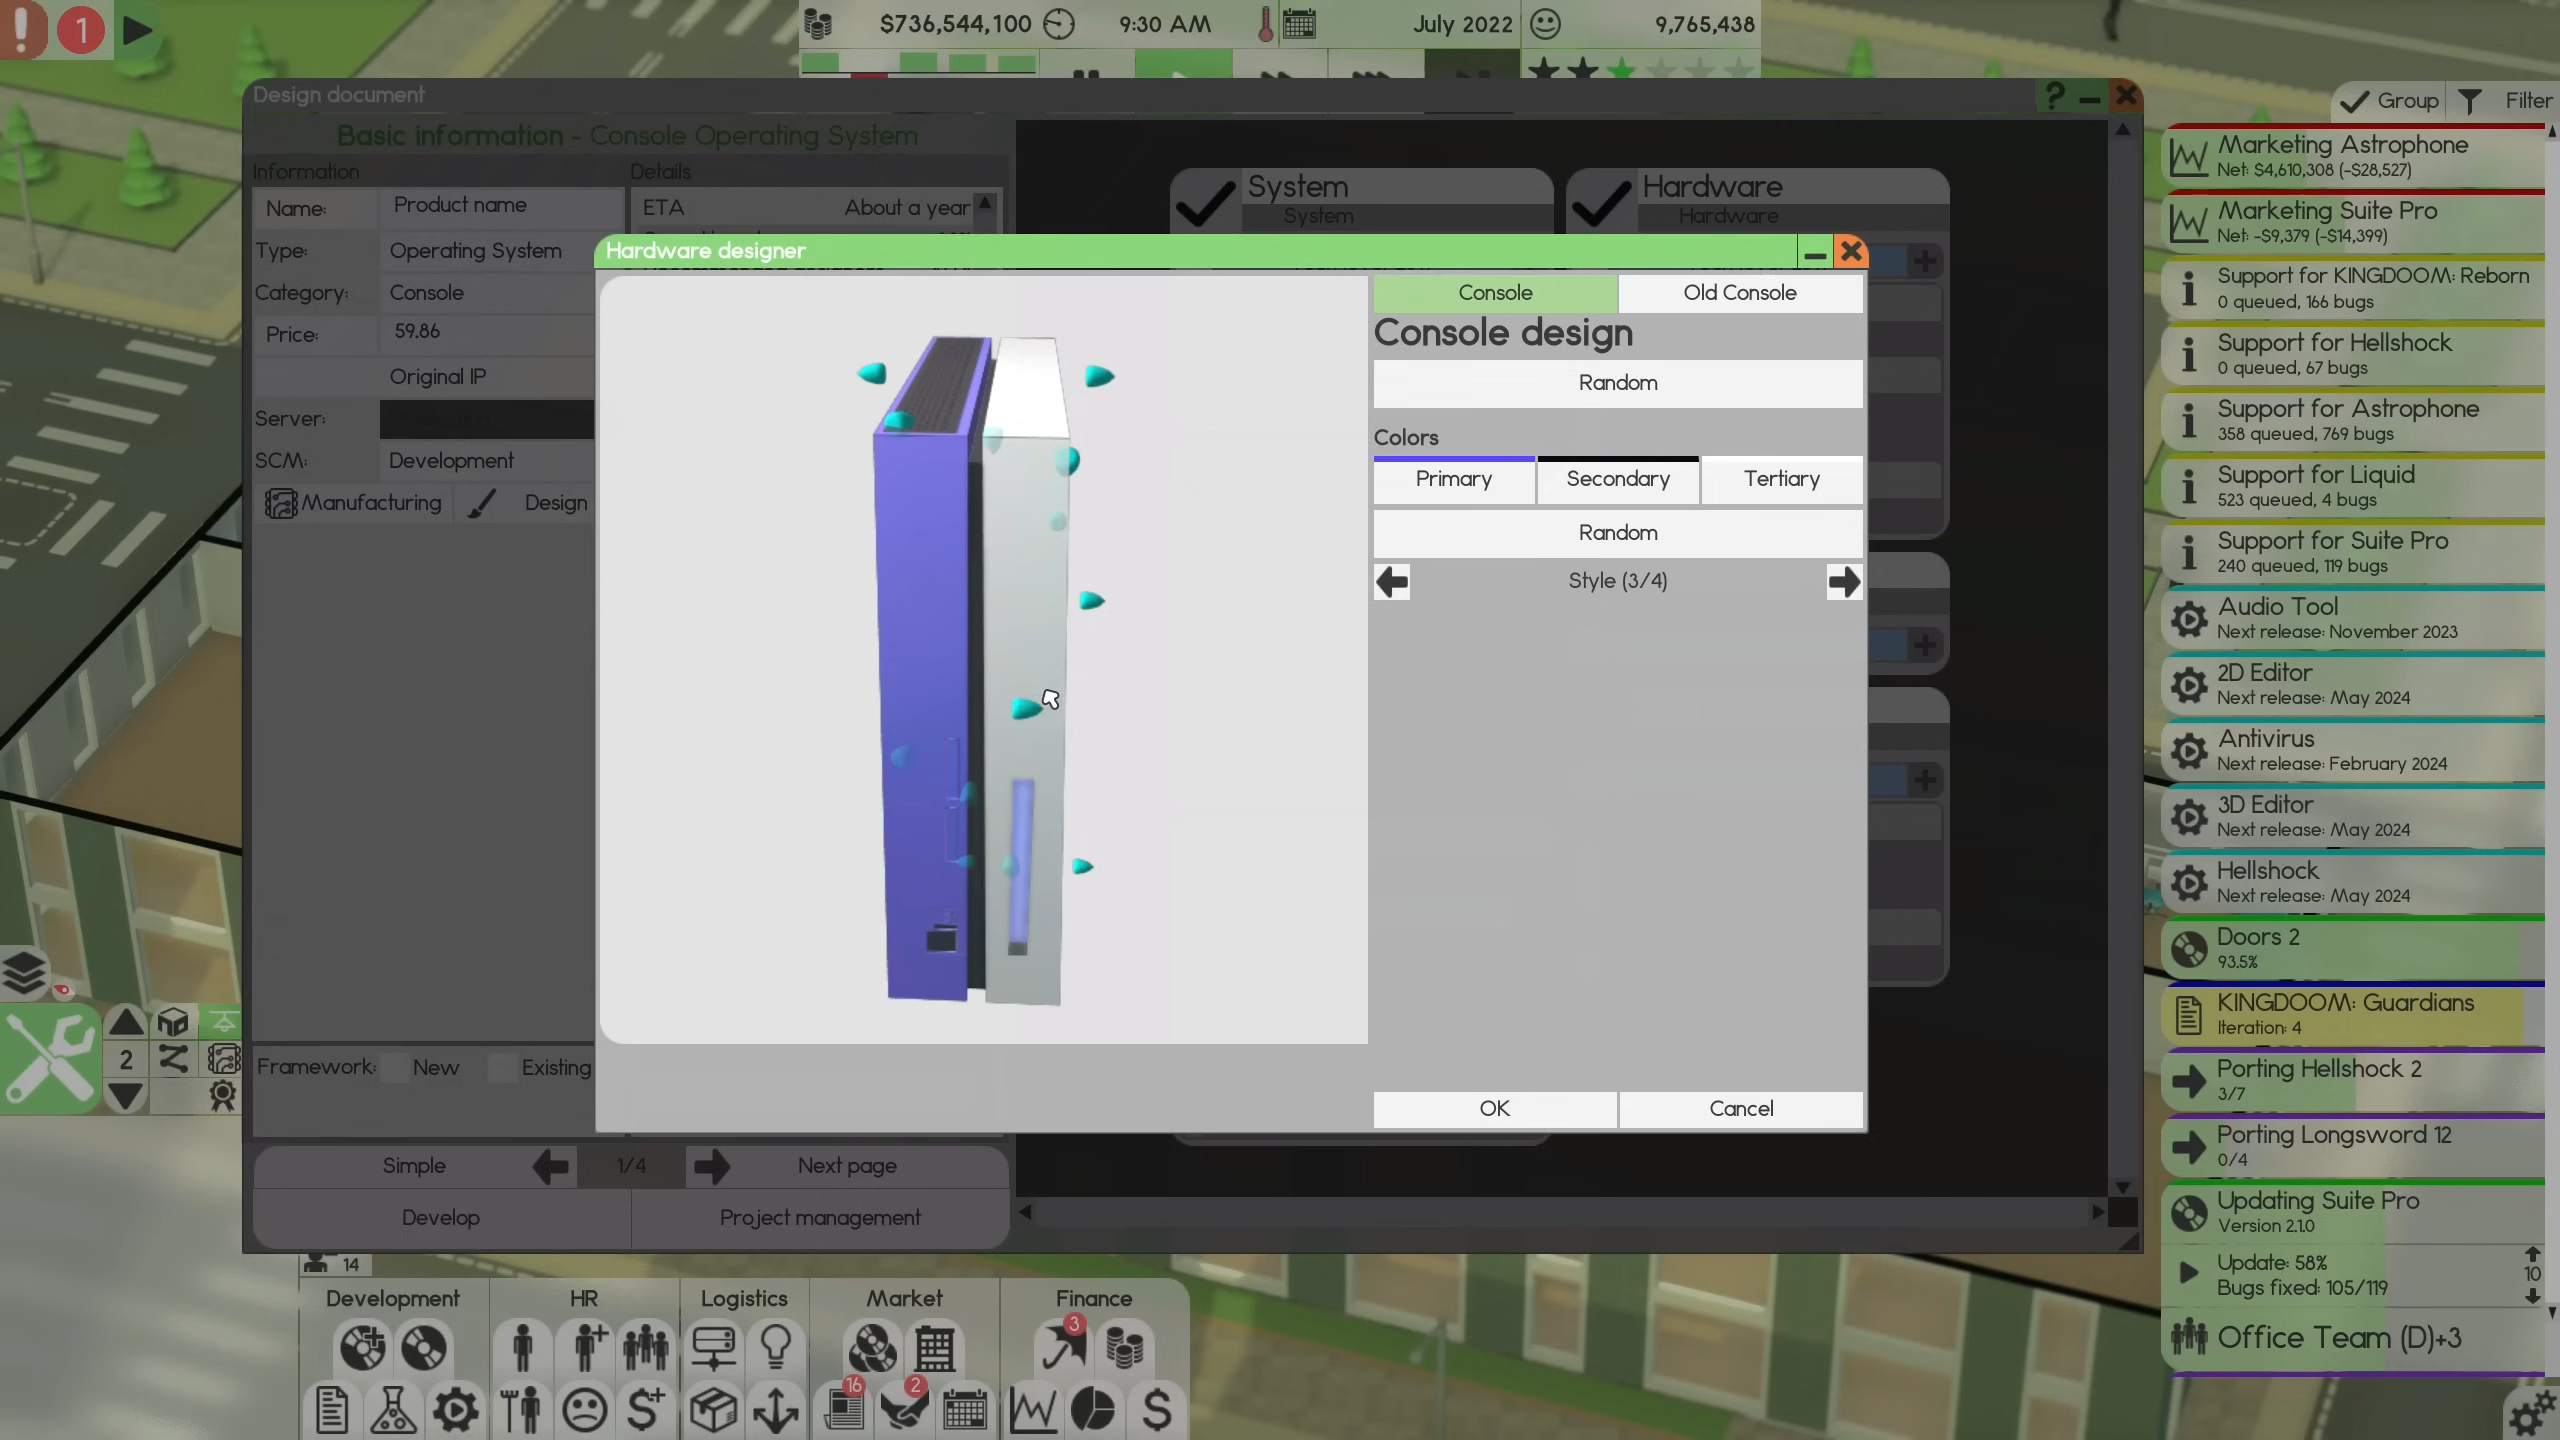 1
$736,544,100
9:30 AM
July 2022
9,765,438
Design document
?
Basic information - Console Operating System
Information
Details
Name:
Product name
ETA
About a year
Type:
Operating System
Category:
Console
Price:
59.86
Original IP
Server:
SCM:
Development
Manufacturing
Design
Framework:
New
Existing
Simple
1/4
Next page
Develop
Project management
System
System
Hardware
Hardware
Hardware designer
Console
Old Console
Console design
Random
Colors
Primary
Secondary
Tertiary
Random
Style (3/4)
OK
Cancel
Group
Filter
Marketing Astrophone
Net: $4,610,308 (-$28,527)
Marketing Suite Pro
Net: -$9,379 (-$14,399)
Support for KINGDOOM: Reborn
0 queued, 166 bugs
Support for Hellshock
0 queued, 67 bugs
Support for Astrophone
358 queued, 769 bugs
Support for Liquid
523 queued, 4 bugs
Support for Suite Pro
240 queued, 119 bugs
Audio Tool
Next release: November 2023
2D Editor
Next release: May 2024
Antivirus
Next release: February 2024
3D Editor
Next release: May 2024
Hellshock
Next release: May 2024
Doors 2
93.5%
KINGDOOM: Guardians
Iteration: 4
Porting Hellshock 2
3/7
Porting Longsword 12
0/4
Updating Suite Pro
Version 2.1.0
Update: 58%
Bugs fixed: 105/119
10
Office Team (D)+3
2
14
Development
HR
Logistics
Market
Finance
3
16
2